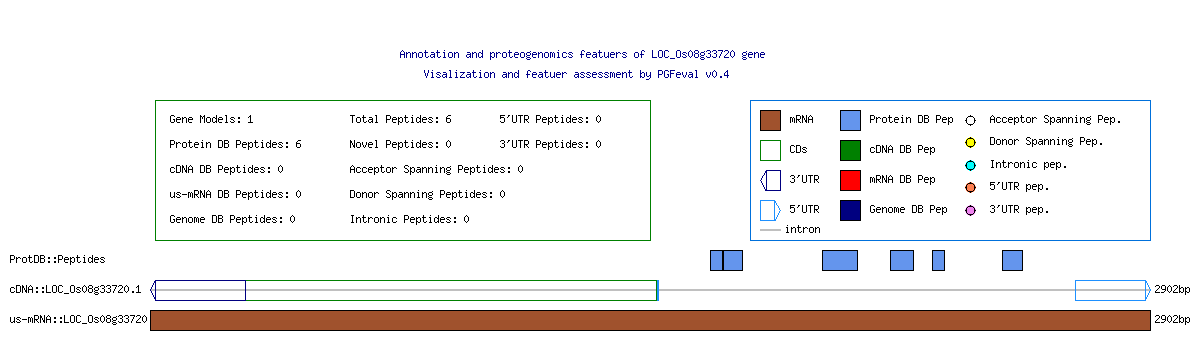 Annotation and proteogenomics featuers of LOC_Os08g33720 gene
Visalization and featuer assessment by PGFeval v0.4
Gene Models: 1 Total Peptides: 6 5'UTR Peptides: 0
Protein DB Peptides: 6 Novel Peptides: 0 3'UTR Peptides: 0
cDNA DB Peptides: 0 Acceptor Spanning Peptides: 0
us-mRNA DB Peptides: 0 Donor Spanning Peptides: 0
Genome DB Peptides: 0 Intronic Peptides: 0
mRNA Protein DB Pep Acceptor Spanning Pep.
CDs cDNA DB Pep Donor Spanning Pep.
3'UTR mRNA DB Pep Intronic pep.
5'UTR Genome DB Pep 5'UTR pep.
intron 3'UTR pep.
ProtDB::Peptides
cDNA::LOC_Os08g33720.1 2902bp
us-mRNA::LOC_Os08g33720 2902bp